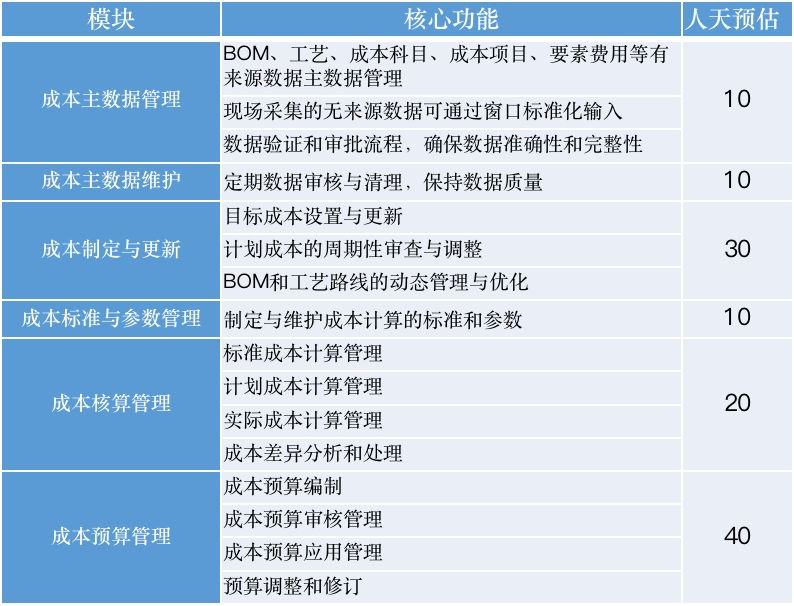 模块 核心功能 人天预估
成本主数据管理
BOM、工艺、成本科目、成本项目、要素费用等有
来源数据主数据管理
现场采集的无来源数据可通过窗口标准化输入
数据验证和审批流程，确保数据准确性和完整性
10
成本主数据维护 定期数据审核与清理，保持数据质量 10
成本制定与更新
目标成本设置与更新
计划成本的周期性审查与调整
BOM和工艺路线的动态管理与优化
30
成本标准与参数管理 制定与维护成本计算的标准和参数 10
成本核算管理
标准成本计算管理
计划成本计算管理
实际成本计算管理
成本差异分析和处理
20
成本预算管理
成本预算编制
成本预算审核管理
成本预算应用管理
预算调整和修订
40